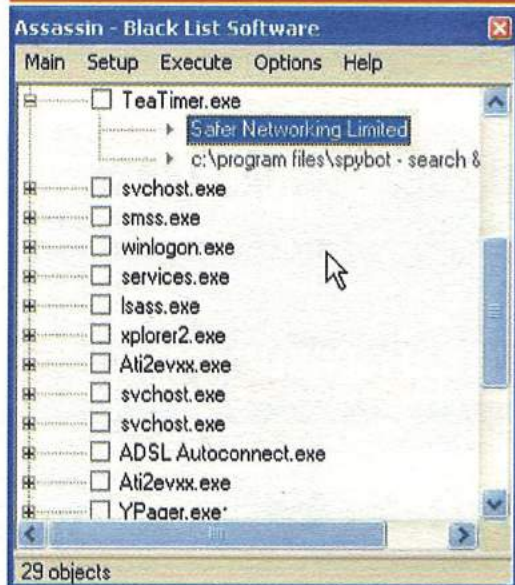 Assassin - Black List Software
Main Setup Execute Options Help
TeaTimer.exe
Safer Networking Limited
c:\program files\spybot - search &
svchost.exe
smss.exe
winlogon.exe
services.exe
lsass.exe
xplorer2.exe
Ati2evxx.exe
svchost.exe
svchost.exe
ADSL Autoconnect.exe
Ati2evxx.exe
YPager.exe
29 objects